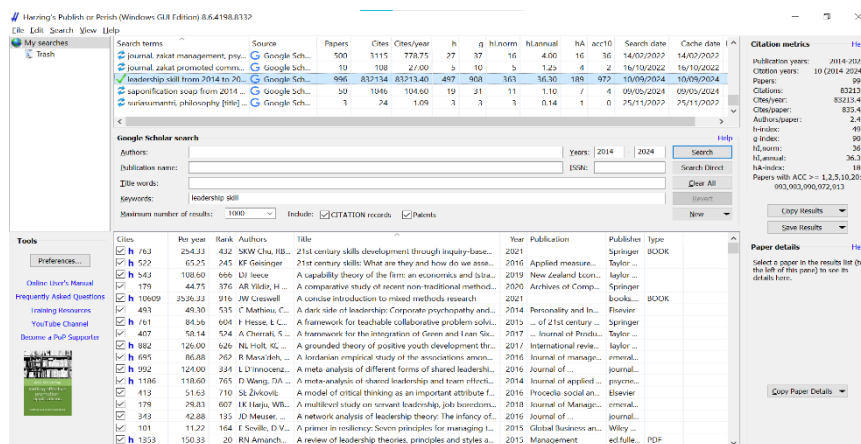 Harzing's Publish or Perish (Windows GUI Edition) 8.6.4198.8332
File Edit Search View Help
My searches
Trash
Search terms Source Papers Cites Cites/year h g hI,norm hI,annual hA acc10 Search date Cache date
journal, zakat management, psy... Google Sch... 500 3115 778.75 27 37 16 4.00 16 36 14/02/2022 14/02/2022
journal, zakat promoted comm... Google Sch... 10 108 27.00 5 10 5 1.25 4 2 16/10/2022 16/10/2022
leadership skill from 2014 to 20... Google Sch... 996 832134 83213.40 497 908 363 36.30 189 972 10/09/2024 10/09/2024
saponification soap from 2014 ... Google Sch... 50 1046 104.60 19 31 11 1.10 7 4 09/05/2024 09/05/2024
suriasumantri, philosophy [title] ... Google Sch... 3 24 1.09 3 3 3 0.14 1 0 25/11/2022 25/11/2022
Google Scholar search Help
Authors: Years: 2014 - 2024 Search
Publication name: ISSN: Search Direct
Title words: Clear All
Keywords: leadership skill Revert
Maximum number of results: 1000 Include: CITATION records Patents New
Citation metrics He
Publication years: 2014-202
Citation years: 10 (2014-2024
Papers: 99
Citations: 83213
Cites/year: 83213.4
Cites/paper: 835.4
Authors/paper: 2.4
h-index: 49
g-index: 90
hI,norm: 36
hI,annual: 36.3
hA-index: 18
Papers with ACC >= 1,2,5,10,20:
993,993,990,972,913
Copy Results
Save Results
Paper details He
Select a paper in the results list (to
the left of this pane) to see its
details here.
Copy Paper Details
Tools
Preferences...
Online User's Manual
Frequently Asked Questions
Training Resources
YouTube Channel
Become a PoP Supporter
Cites Per year Rank Authors Title Year Publication Publisher Type
h 763 254.33 432 SKW Chu, RB... 21st century skills development through inquiry-base... 2021 Springer BOOK
h 522 65.25 245 KF Geisinger 21st century skills: What are they and how do we asse... 2016 Applied measure... Taylor ...
h 543 108.60 666 DJ Teece A capability theory of the firm: an economics and (stra... 2019 New Zealand Econ... Taylor ...
179 44.75 376 AR Yildiz, H ... A comparative study of recent non-traditional method... 2020 Archives of Comp... Springer
h 10609 3536.33 916 JW Creswell A concise introduction to mixed methods research 2021 books.... BOOK
493 49.30 535 C Mathieu, C... A dark side of leadership: Corporate psychopathy and... 2014 Personality and In... Elsevier
h 761 84.56 604 F Hesse, E C... A framework for teachable collaborative problem solvi... 2015 ... of 21st century ... Springer
407 58.14 524 A Cherrafi, S ... A framework for the integration of Green and Lean Six... 2017 ... Journal of Produ... Taylor ...
h 882 126.00 626 NL Holt, KC ... A grounded theory of positive youth development thr... 2017 International revie... Taylor ...
h 695 86.88 262 R Masa'deh, ... A Jordanian empirical study of the associations amon... 2016 Journal of manage... emeral...
h 992 124.00 334 L D'Innocenz... A meta-analysis of different forms of shared leadershi... 2016 Journal of ... journal...
h 1186 118.60 765 D Wang, DA ... A meta-analysis of shared leadership and team effecti... 2014 Journal of applied ... psycne...
413 51.63 710 SŁ Živkoviš A model of critical thinking as an important attribute f... 2016 Procedia-social an... Elsevier
179 29.83 607 LK Harju, WB... A multilevel study on servant leadership, job boredom... 2018 Journal of Manage... emeral...
343 42.88 135 JD Meuser, ... A network analysis of leadership theory: The infancy of... 2016 Journal of ... journal...
101 11.22 164 E Seville, D V... A primer in resiliency: Seven principles for managing t... 2015 Global Business an... Wiley ...
h 1353 150.33 20 RN Amanch... A review of leadership theories, principles and styles a... 2015 Management ed.fulle... PDF